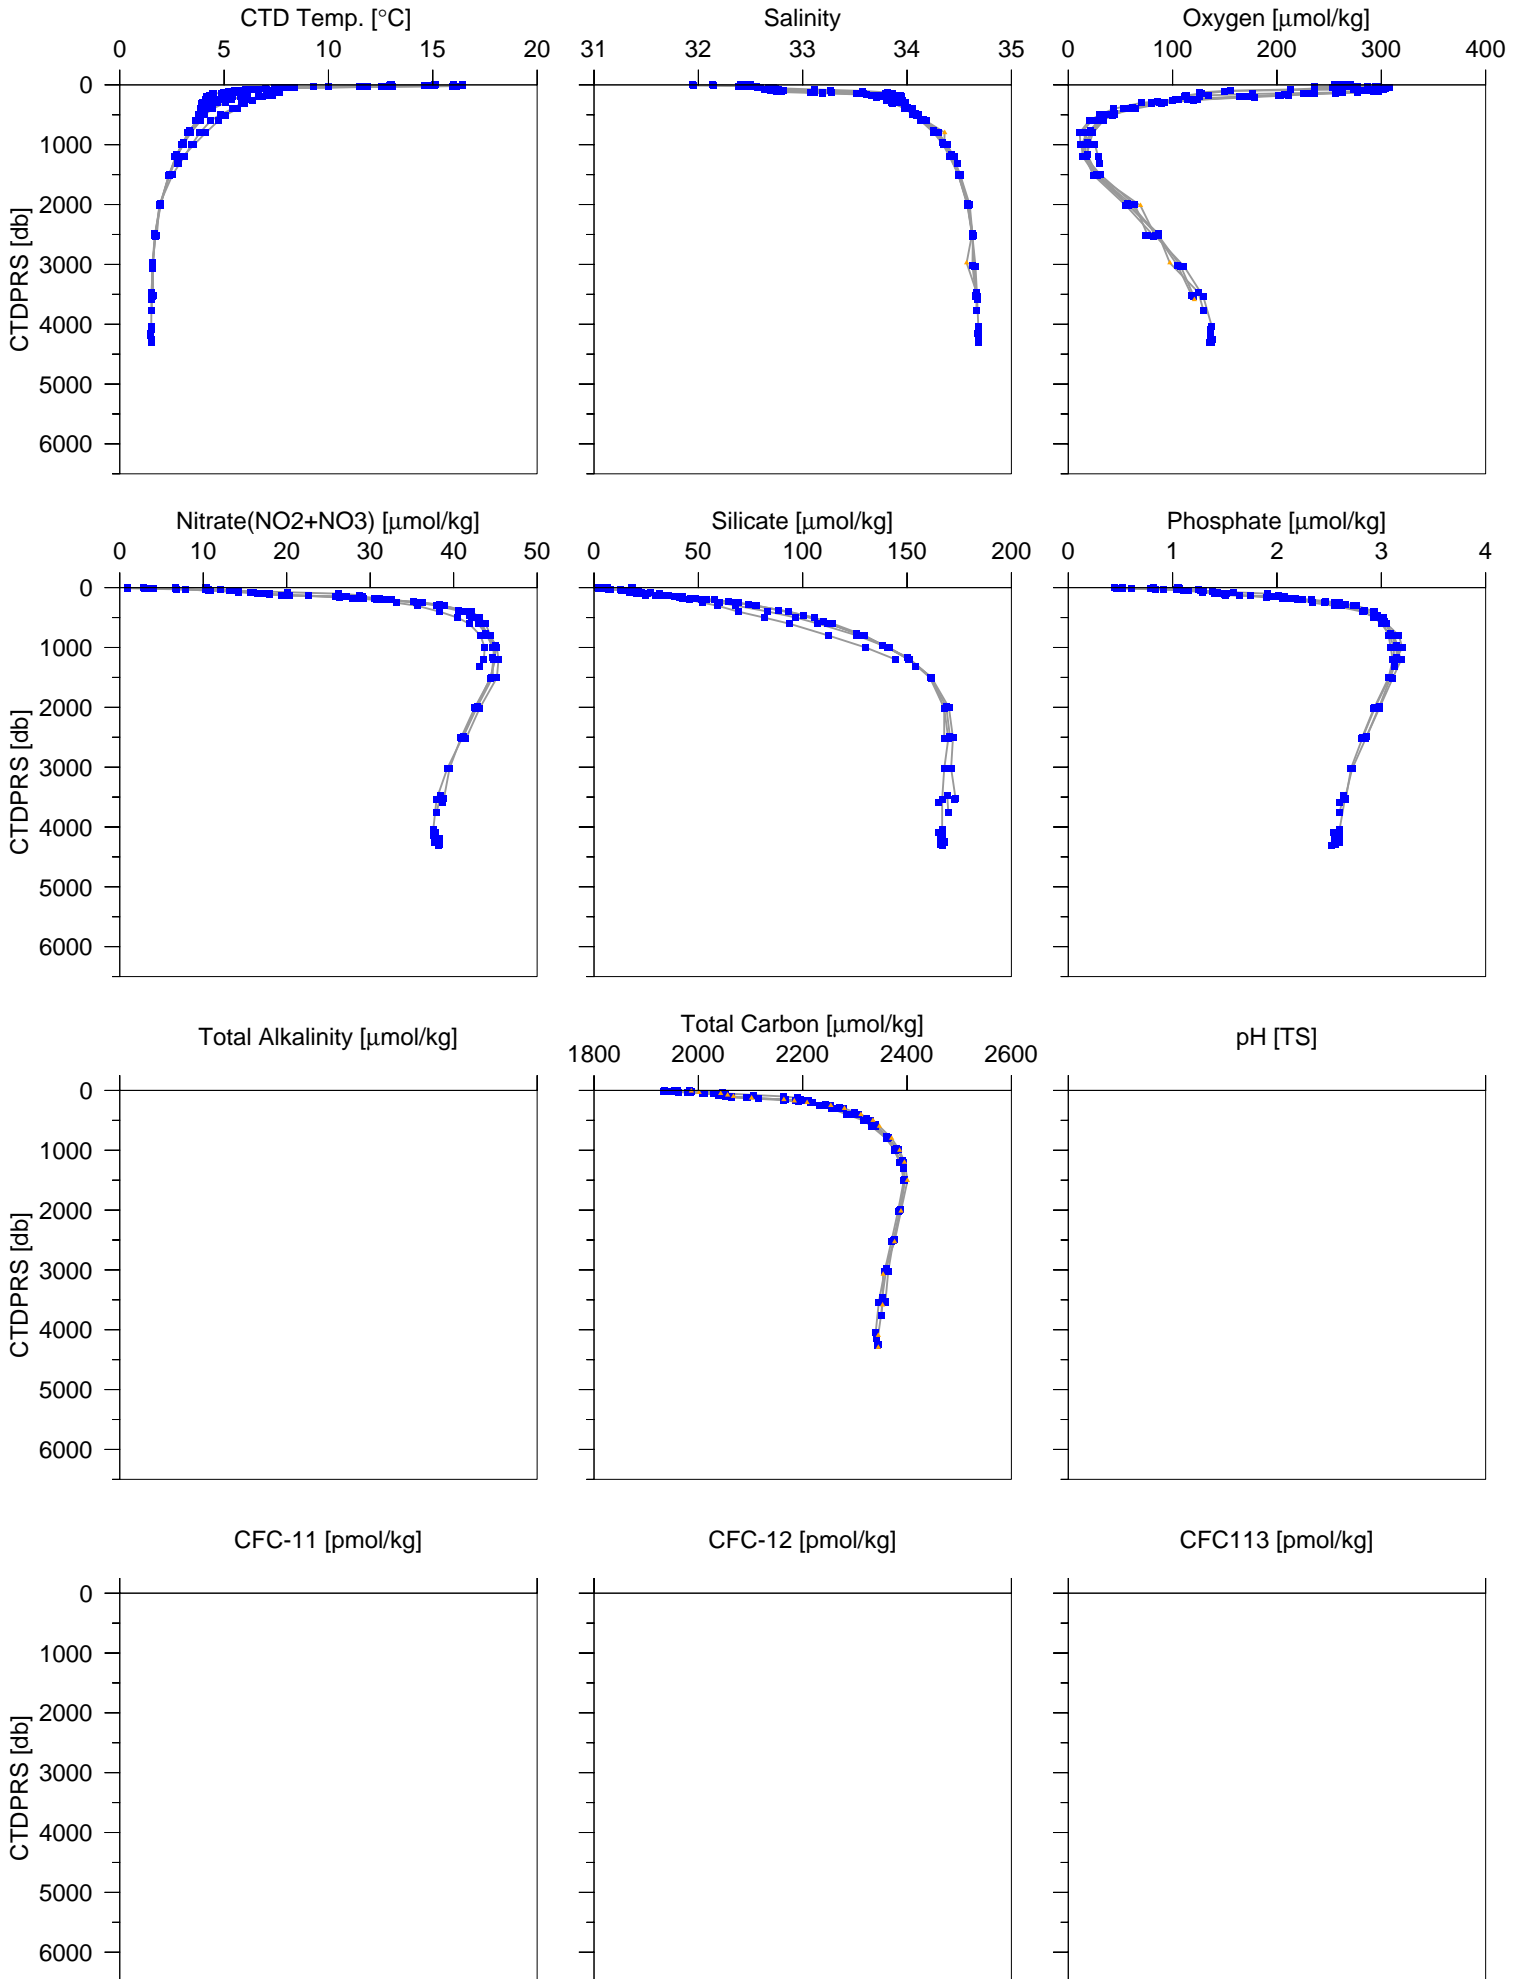 CTD Temp. [°C] Salinity Oxygen [μmol/kg]
0 5 10 15 20 31 32 33 34 35 0 100 200 300 400
0
1000
2000
3000
4000
5000
6000
CTDPRS [db]
Nitrate(NO2+NO3) [μmol/kg] Silicate [μmol/kg] Phosphate [μmol/kg]
0 10 20 30 40 50 0 50 100 150 200 0 1 2 3 4
0
1000
2000
3000
4000
5000
6000
CTDPRS [db]
Total Alkalinity [μmol/kg] Total Carbon [μmol/kg] pH [TS]
1800 2000 2200 2400 2600
0
1000
2000
3000
4000
5000
6000
CTDPRS [db]
CFC-11 [pmol/kg] CFC-12 [pmol/kg] CFC113 [pmol/kg]
0
1000
2000
3000
4000
5000
6000
CTDPRS [db]